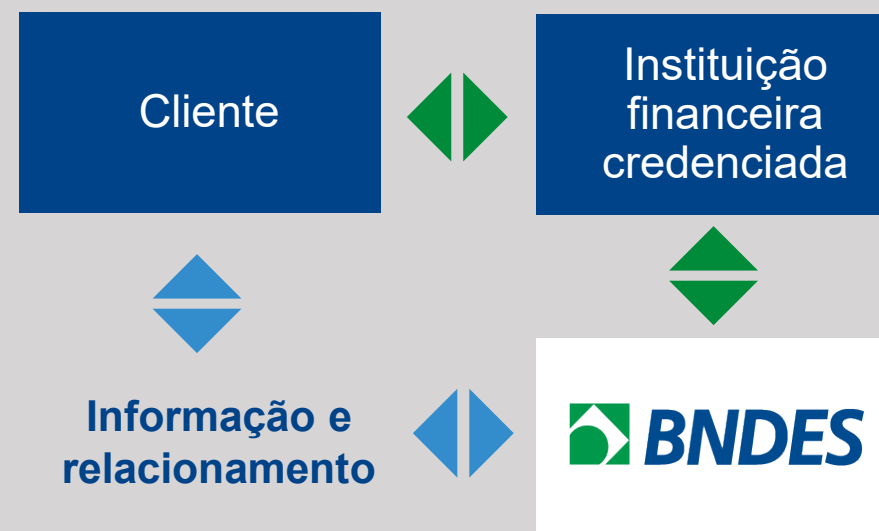 Cliente
Instituição
financeira
credenciada
Informação e
relacionamento
BNDES